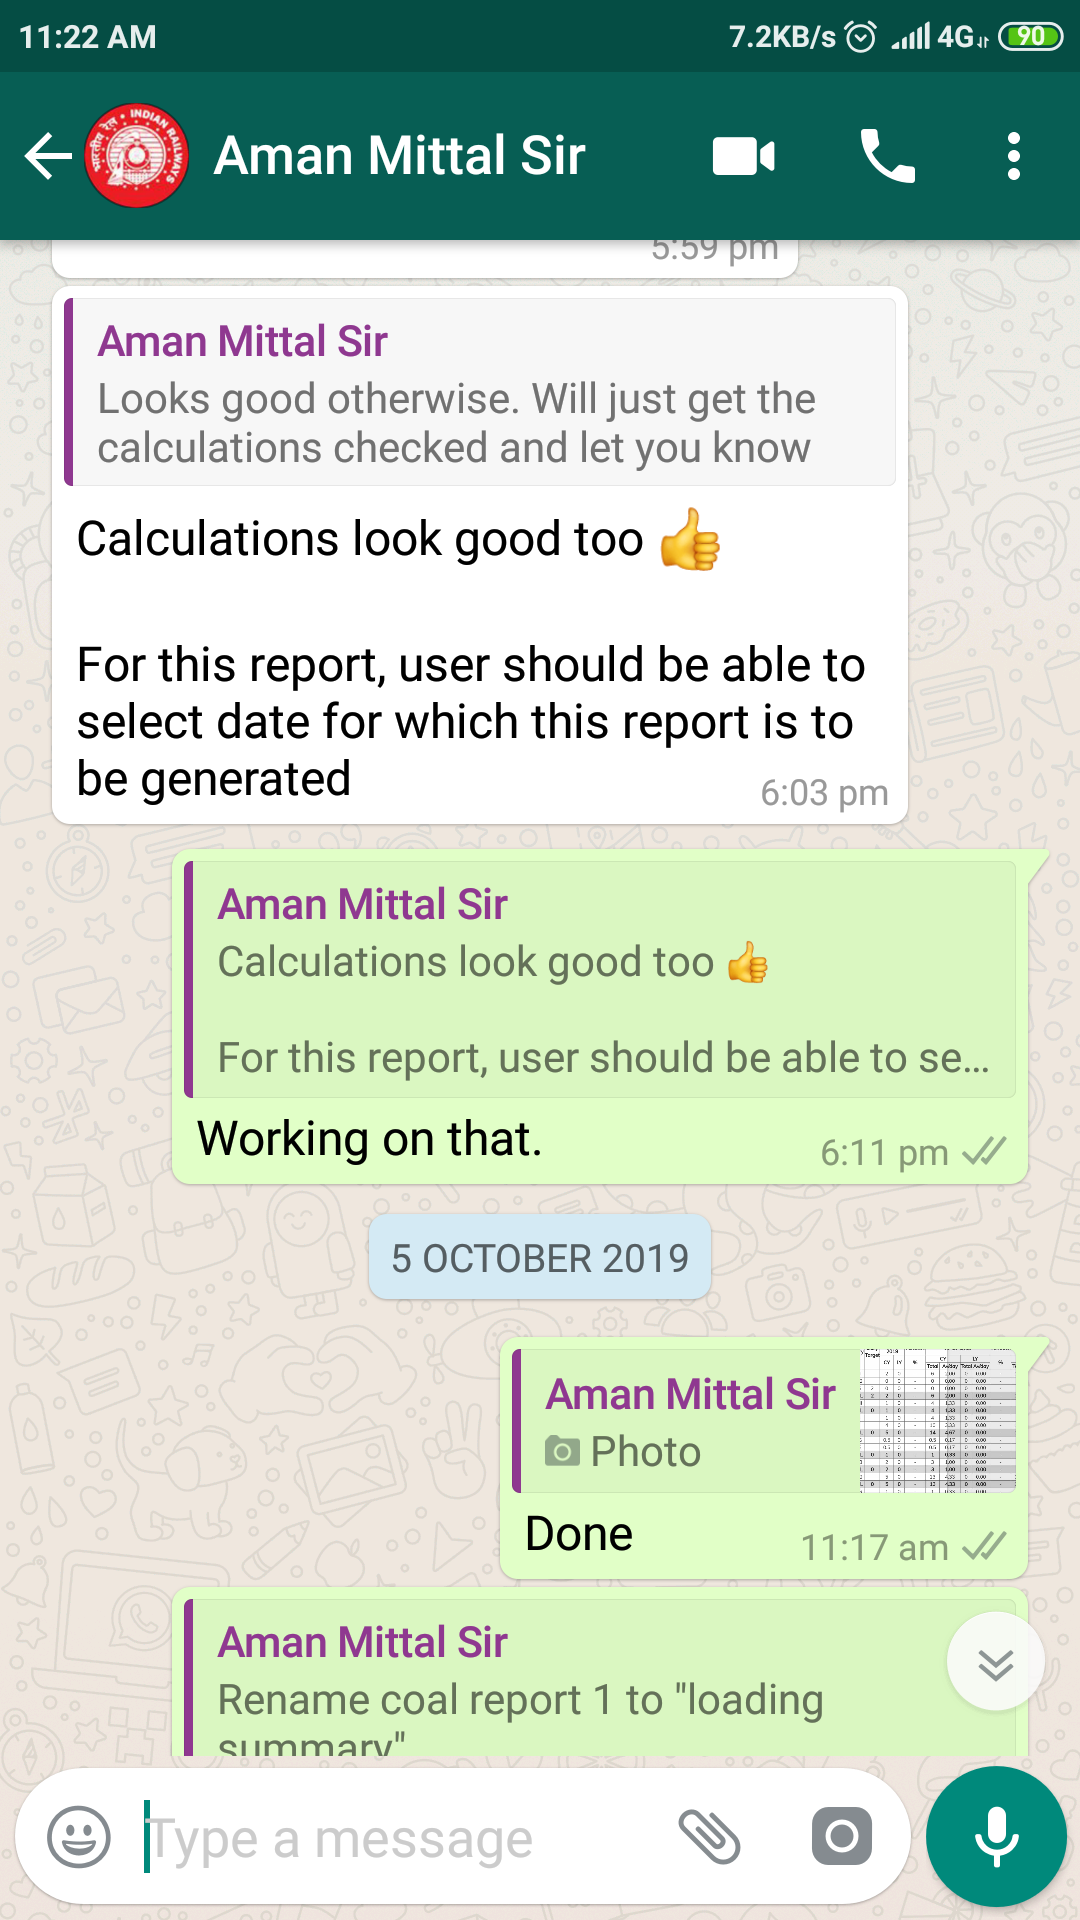 11:22 AM
7.2KB/s 4G 90
INDIAN RAILWAYS
भारतीय रेल
Aman Mittal Sir
5:59 pm
Aman Mittal Sir
Looks good otherwise. Will just get the
calculations checked and let you know
Calculations look good too 👍
For this report, user should be able to
select date for which this report is to
be generated
6:03 pm
Aman Mittal Sir
Calculations look good too 👍
For this report, user should be able to se...
Working on that.
6:11 pm
5 OCTOBER 2019
Aman Mittal Sir
Photo
Done
11:17 am
Aman Mittal Sir
Rename coal report 1 to "loading
summary"
Type a message